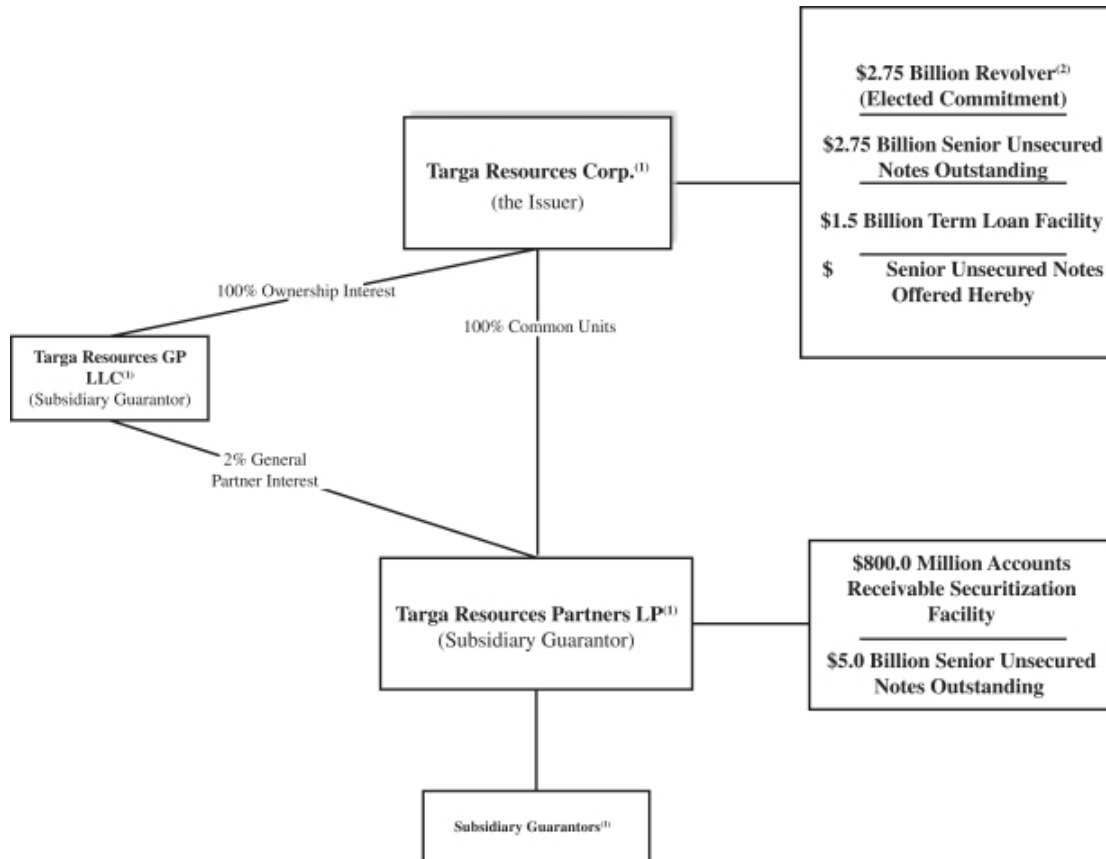 $2.75 Billion Revolver(2)
(Elected Commitment)
$2.75 Billion Senior Unsecured
Notes Outstanding
$1.5 Billion Term Loan Facility
$ Senior Unsecured Notes
Offered Hereby
Targa Resources Corp.(1)
(the Issuer)
100% Ownership Interest
100% Common Units
Targa Resources GP
LLC(1)
(Subsidiary Guarantor)
2% General
Partner Interest
Targa Resources Partners LP(1)
(Subsidiary Guarantor)
$800.0 Million Accounts
Receivable Securitization
Facility
$5.0 Billion Senior Unsecured
Notes Outstanding
Subsidiary Guarantors(1)